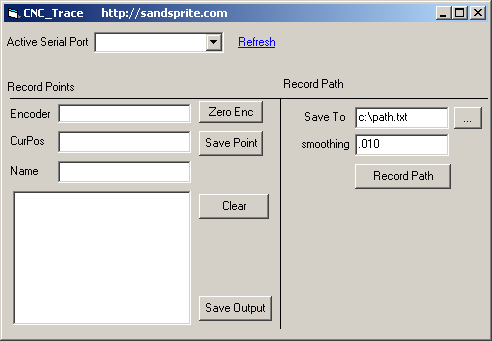 CNC_Trace http://sandsprite.com
Active Serial Port Refresh
Record Points
Record Path
Encoder Zero Enc
CurPos Save Point
Name
Clear
Save Output
Save To c:\path.txt ...
smoothing .010
Record Path